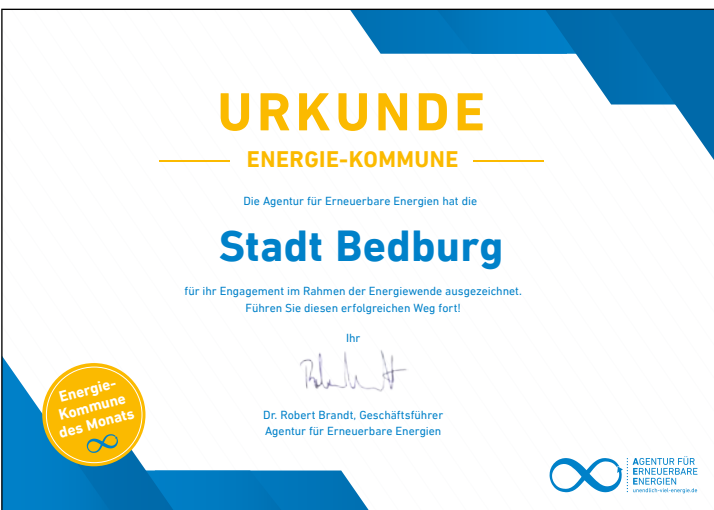 URKUNDE
ENERGIE-KOMMUNE
Die Agentur für Erneuerbare Energien hat die
Stadt Bedburg
für ihr Engagement im Rahmen der Energiewende ausgezeichnet.
Führen Sie diesen erfolgreichen Weg fort!
Ihr
Dr. Robert Brandt, Geschäftsführer
Agentur für Erneuerbare Energien
Energie-
Kommune
des Monats
AGENTUR FÜR
ERNEUERBARE
ENERGIEN
unendlich-viel-energie.de